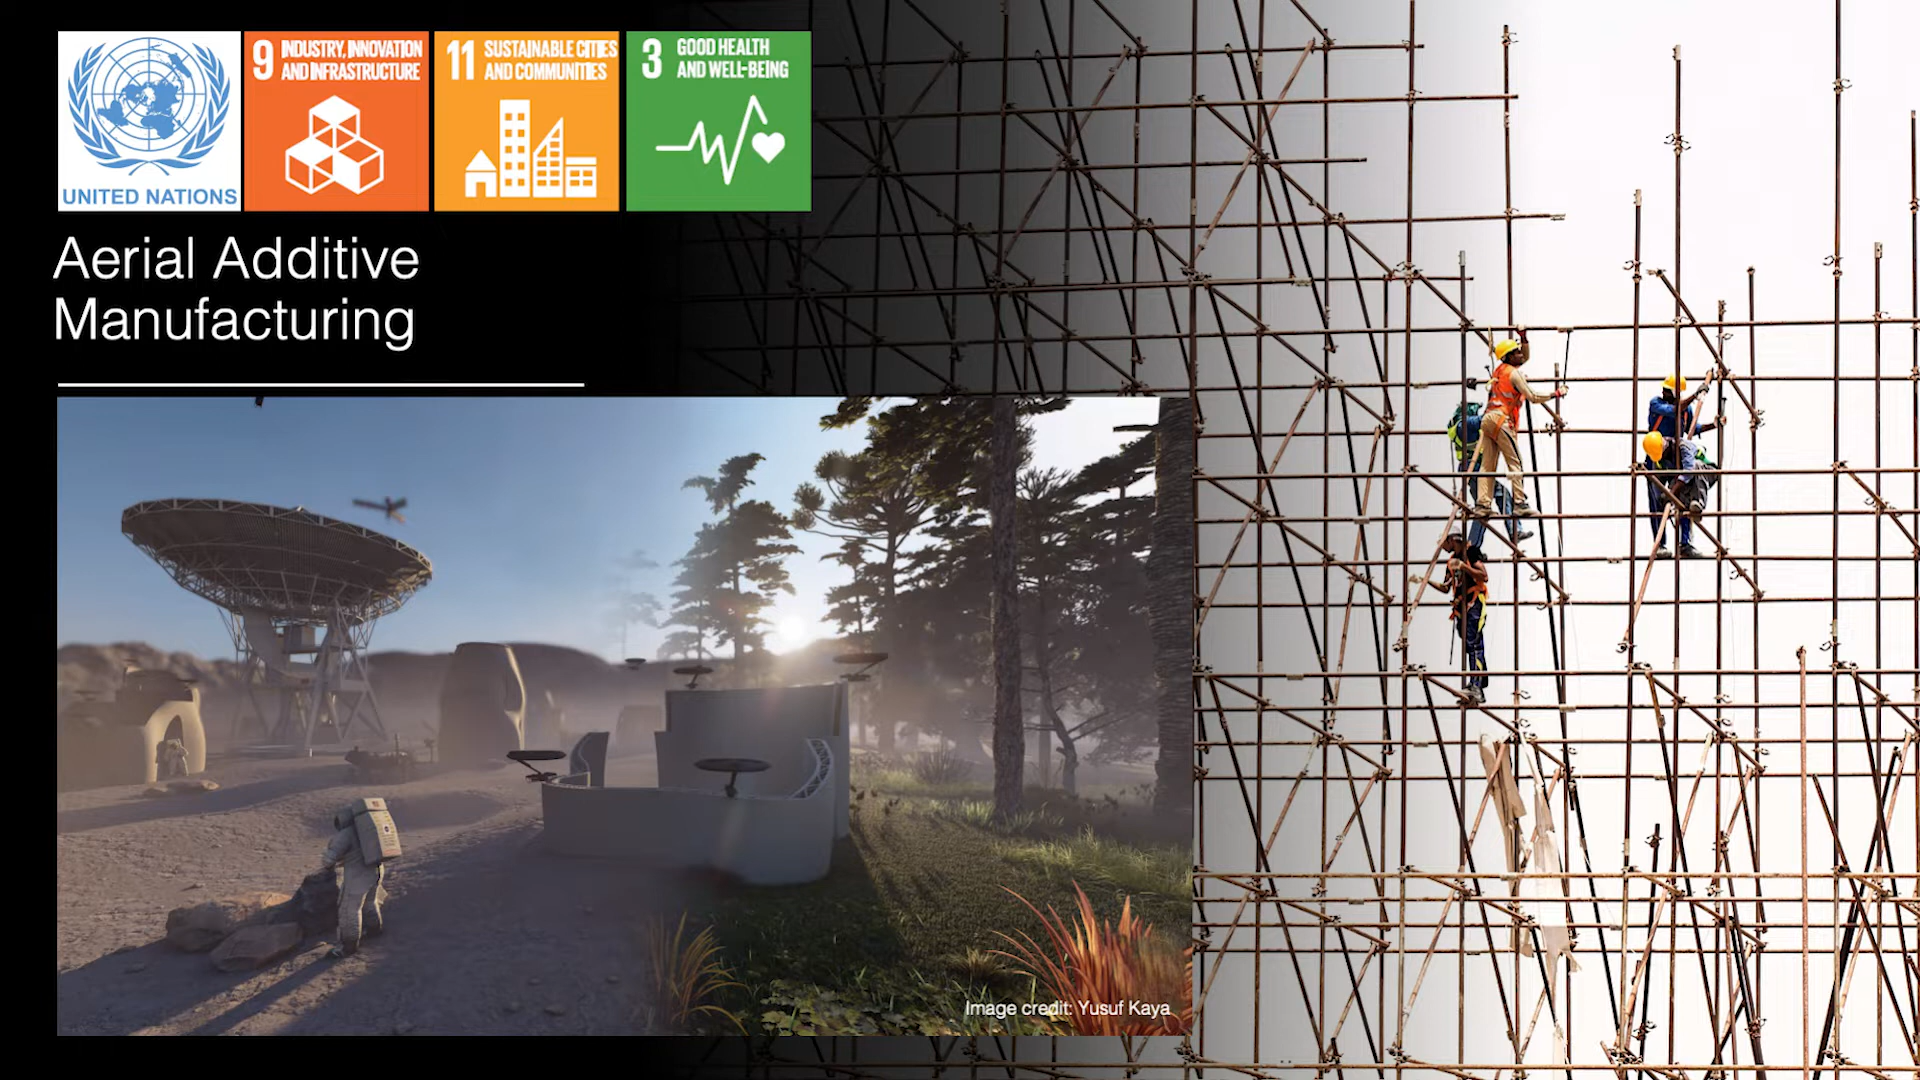 UNITED NATIONS
9 INDUSTRY, INNOVATION
AND INFRASTRUCTURE
11 SUSTAINABLE CITIES
AND COMMUNITIES
3 GOOD HEALTH
AND WELL-BEING
Aerial Additive
Manufacturing
Image credit: Yusuf Kaya